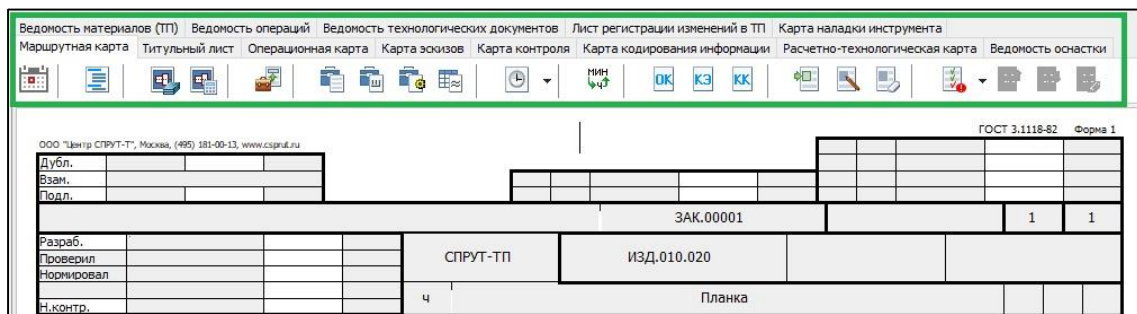 Ведомость материалов (ТП) Ведомость операций Ведомость технологических документов Лист регистрации изменений в ТП Карта наладки инструмента
Маршрутная карта Титульный лист Операционная карта Карта эскизов Карта контроля Карта кодирования информации Расчетно-технологическая карта Ведомость оснастки
МИН
ч
ОК КЭ КК
ГОСТ 3.1118-82 Форма 1
ООО "Центр СПРУТ-Т", Москва, (495) 181-00-13, www.csprut.ru
Дубл.
Взам.
Подл.
ЗАК.00001 1 1
Разраб.
Проверил СПРУТ-ТП ИЗД.010.020
Нормировал
ч Планка
Н.контр.